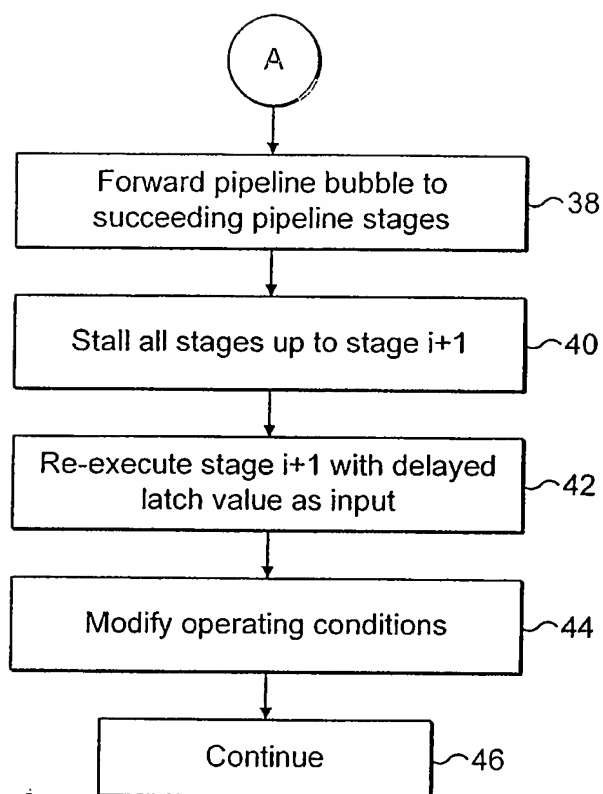 A
Forward pipeline bubble to
succeeding pipeline stages
38
Stall all stages up to stage i+1
40
Re-execute stage i+1 with delayed
latch value as input
42
Modify operating conditions
44
Continue
46